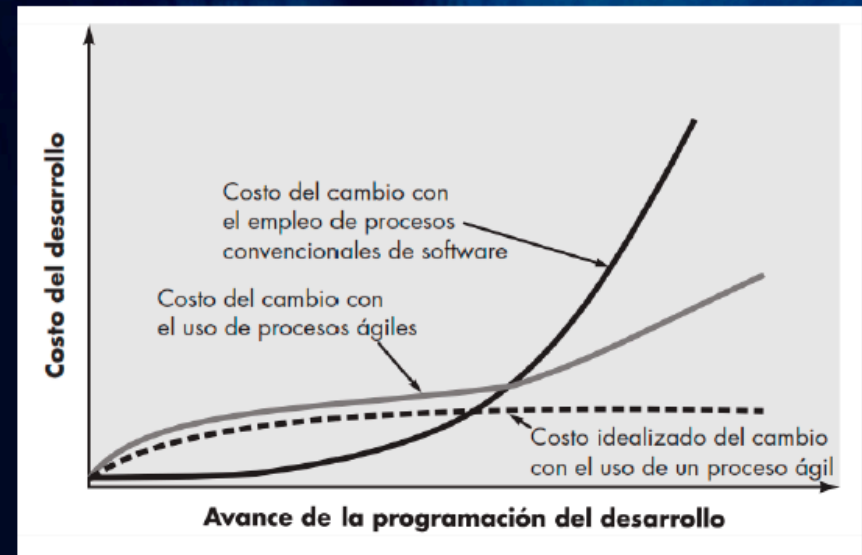 Costo del desarrollo
Costo del cambio con
el empleo de procesos
convencionales de software
Costo del cambio con
el uso de procesos ágiles
Costo idealizado del cambio
con el uso de un proceso ágil
Avance de la programación del desarrollo